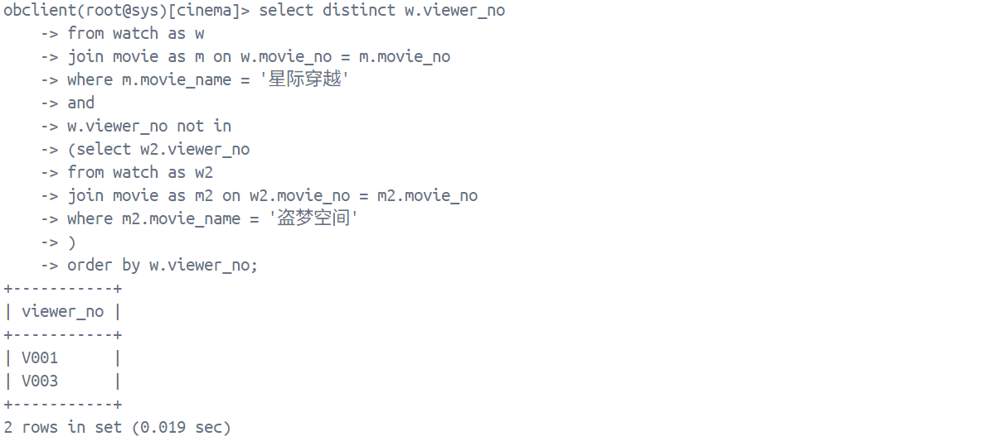 obclient(root@sys)[cinema]> select distinct w.viewer_no
    -> from watch as w
    -> join movie as m on w.movie_no = m.movie_no
    -> where m.movie_name = '星际穿越'
    -> and
    -> w.viewer_no not in
    -> (select w2.viewer_no
    -> from watch as w2
    -> join movie as m2 on w2.movie_no = m2.movie_no
    -> where m2.movie_name = '盗梦空间'
    -> )
    -> order by w.viewer_no;
+-----------+
| viewer_no |
+-----------+
| V001      |
| V003      |
+-----------+
2 rows in set (0.019 sec)